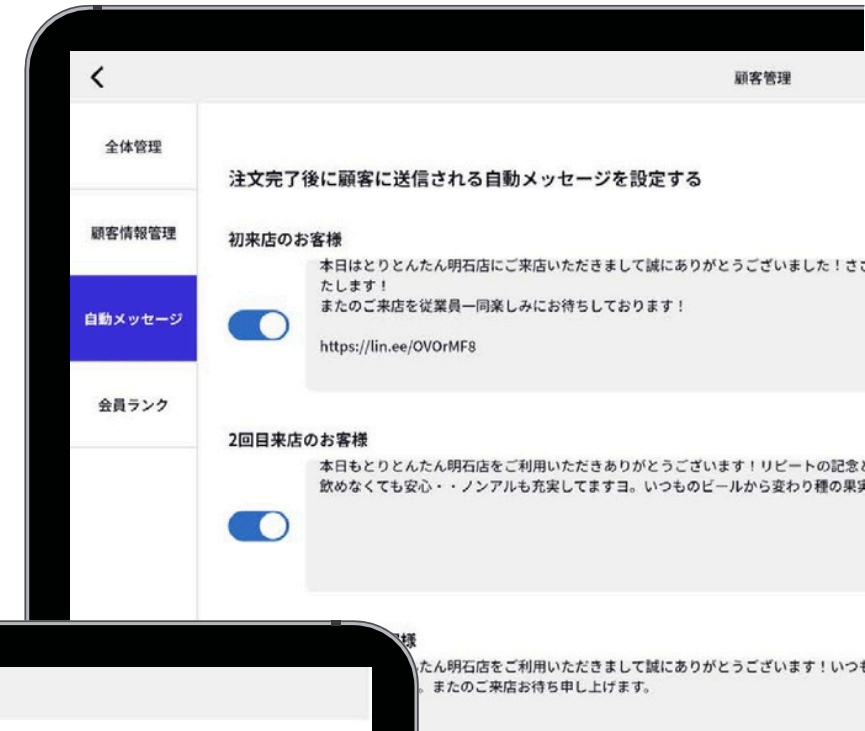 顧客管理
全体管理
顧客情報管理
自動メッセージ
会員ランク
注文完了後に顧客に送信される自動メッセージを設定する
初来店のお客様
本日はとりとんたん明石店にご来店いただきまして誠にありがとうございました！ささ
たします！
またのご来店を従業員一同楽しみにお待ちしております！
https://lin.ee/OVOrMF8
2回目来店のお客様
本日もとりとんたん明石店をご利用いただきありがとうございます！リピートの記念と
飲めなくても安心・・ノンアルも充実してますヨ。いつものビールから変わり種の果実
様
たん明石店をご利用いただきまして誠にありがとうございます！いつも
。またのご来店お待ち申し上げます。